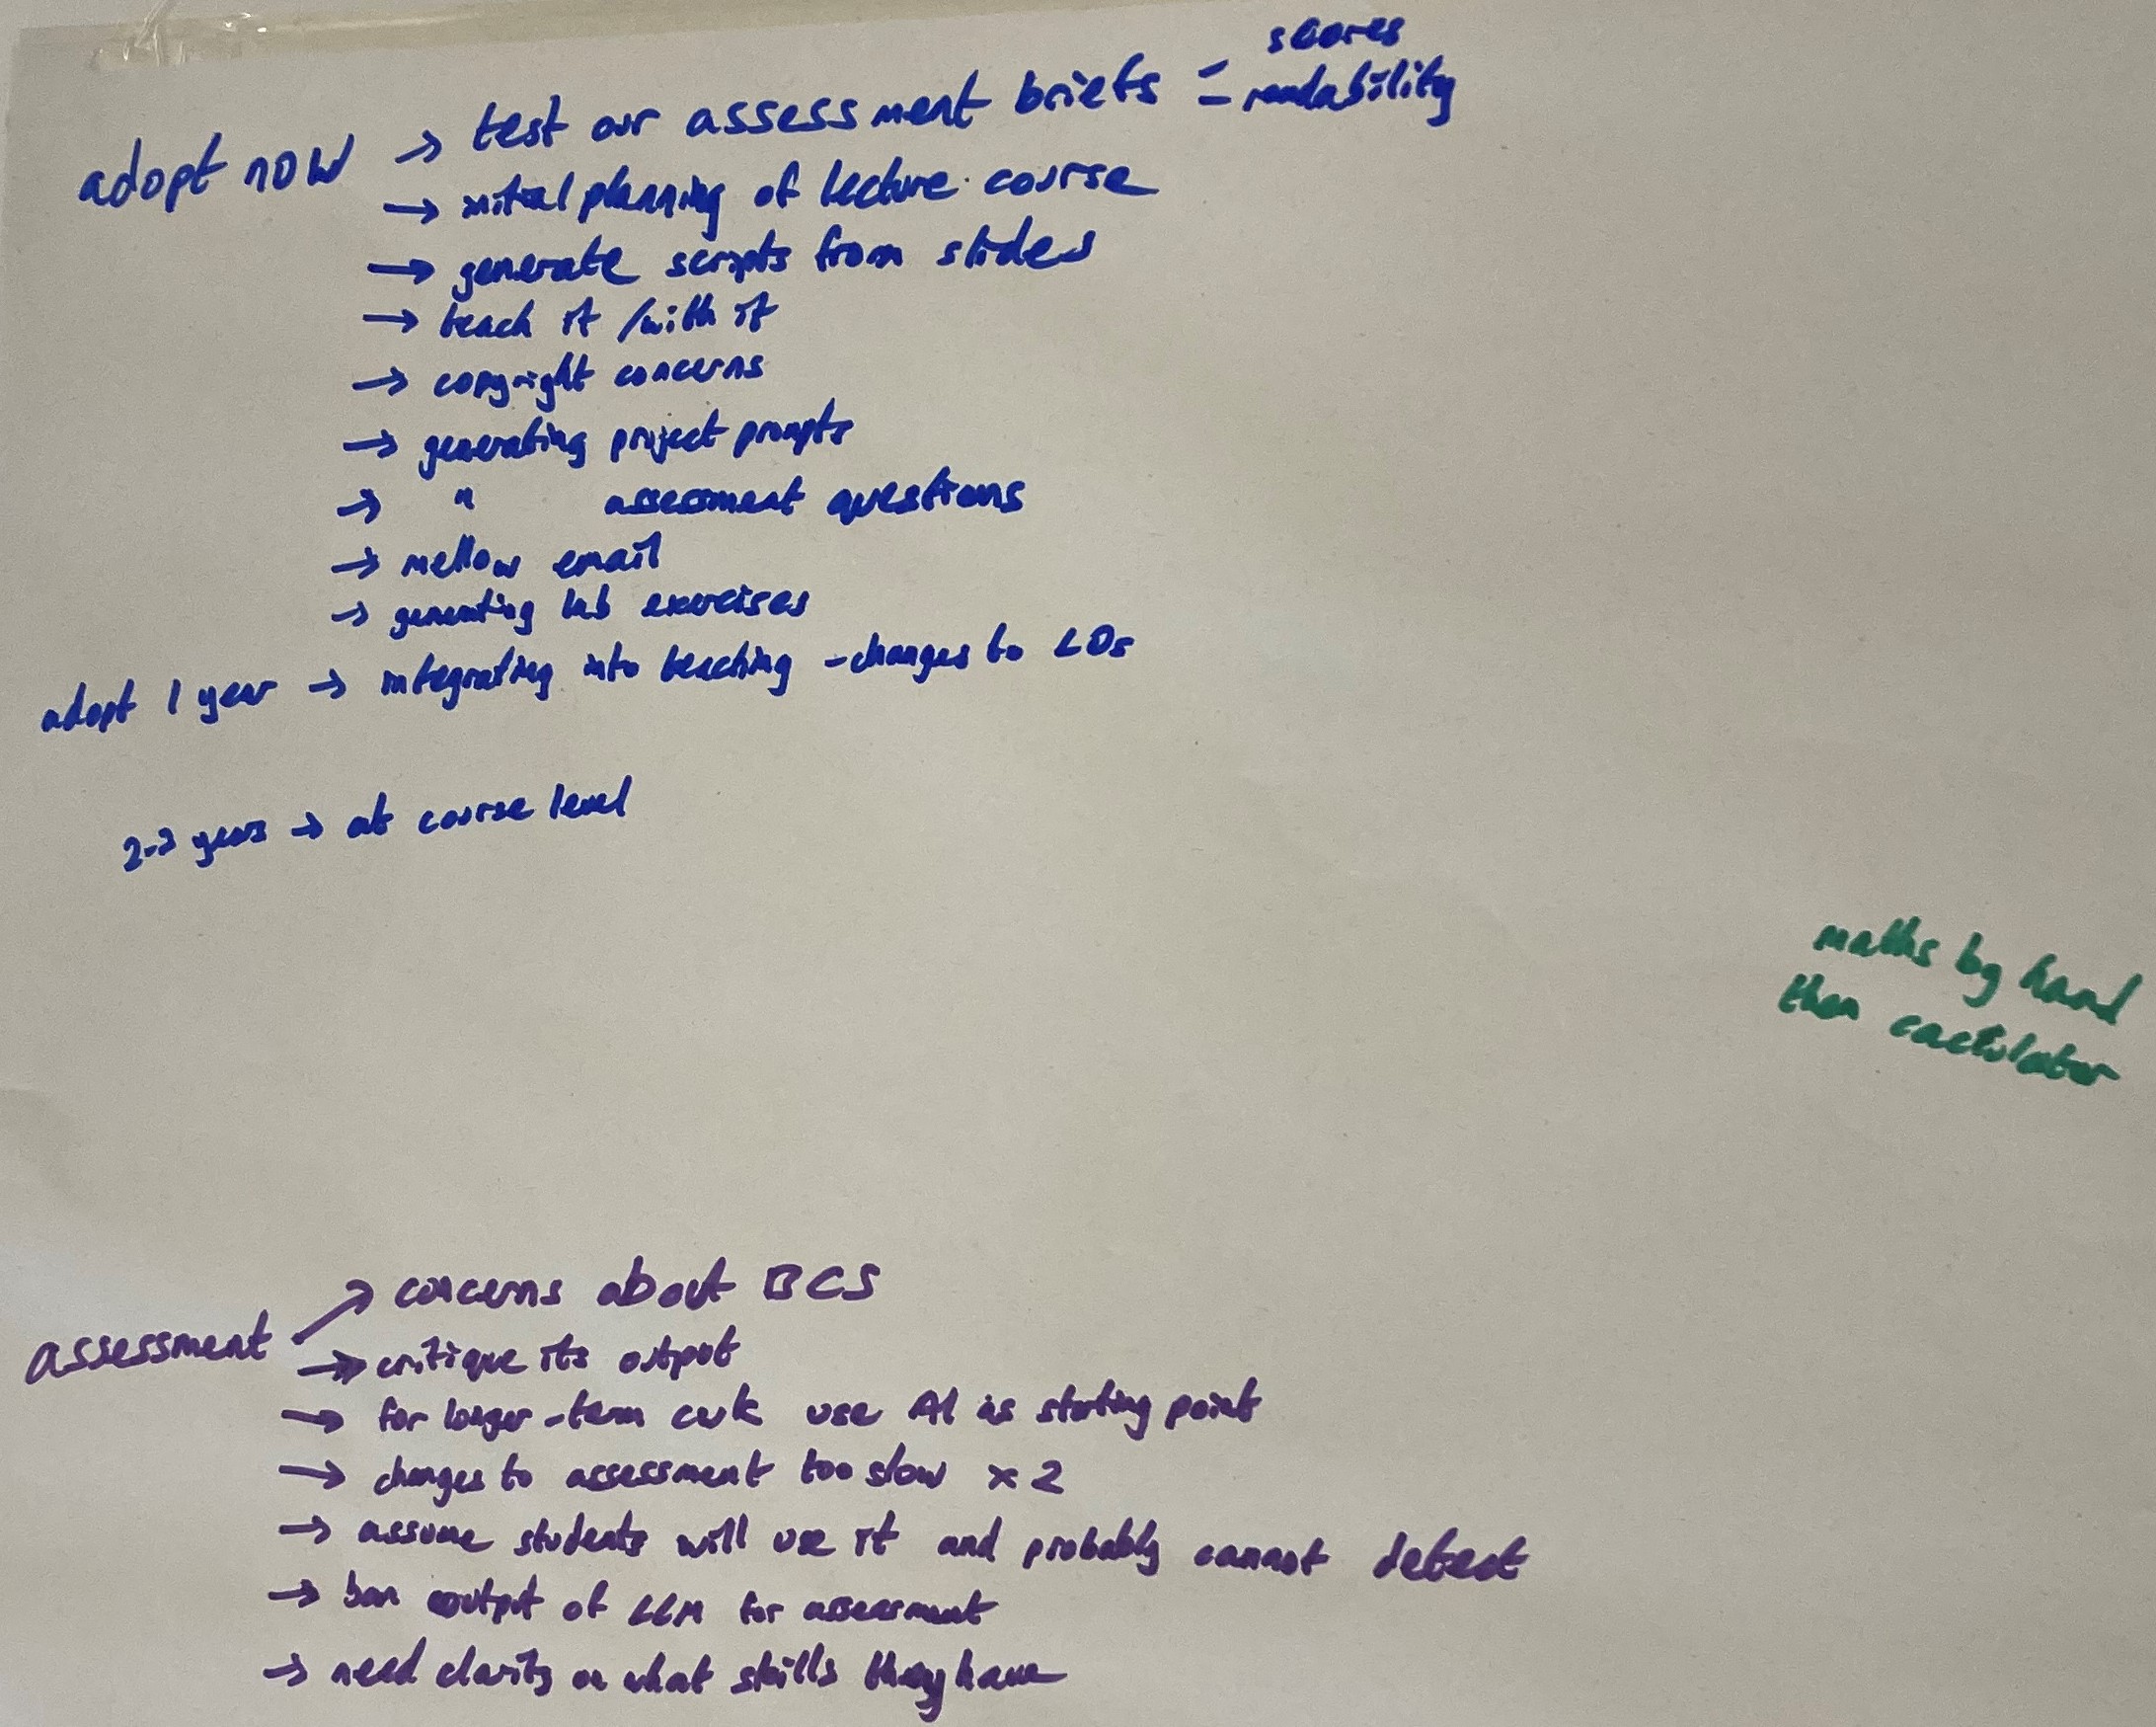 scores
adopt now → test our assessment briefs - readability
→ initial planning of lecture course
→ generate scripts from slides
→ teach it / with it
→ copyright concerns
→ generating project prompts
→ " assessment questions
→ mellow email
→ generating lab exercises
adopt 1 year → integrating into teaching - changes to LOs
2-3 years → at course level
maths by hand
then calculator
→ concerns about BCS
assessment
→ critique its output
→ for longer-term cwk use AI as starting point
→ changes to assessment too slow x2
→ assume students will use it and probably cannot detect
→ ban output of LLM for assessment
→ need clarity on what skills they have